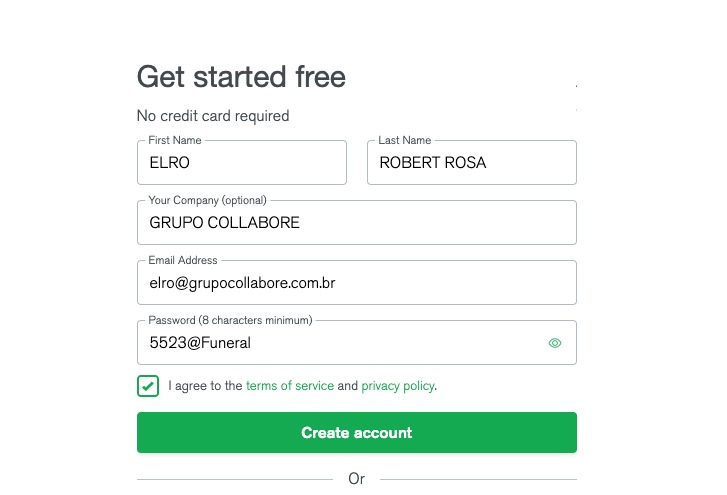 Get started free
No credit card required
First Name
ELRO
Last Name
ROBERT ROSA
Your Company (optional)
GRUPO COLLABORE
Email Address
elro@grupocollabore.com.br
Password (8 characters minimum)
5523@Funeral
I agree to the terms of service and privacy policy.
Create account
Or